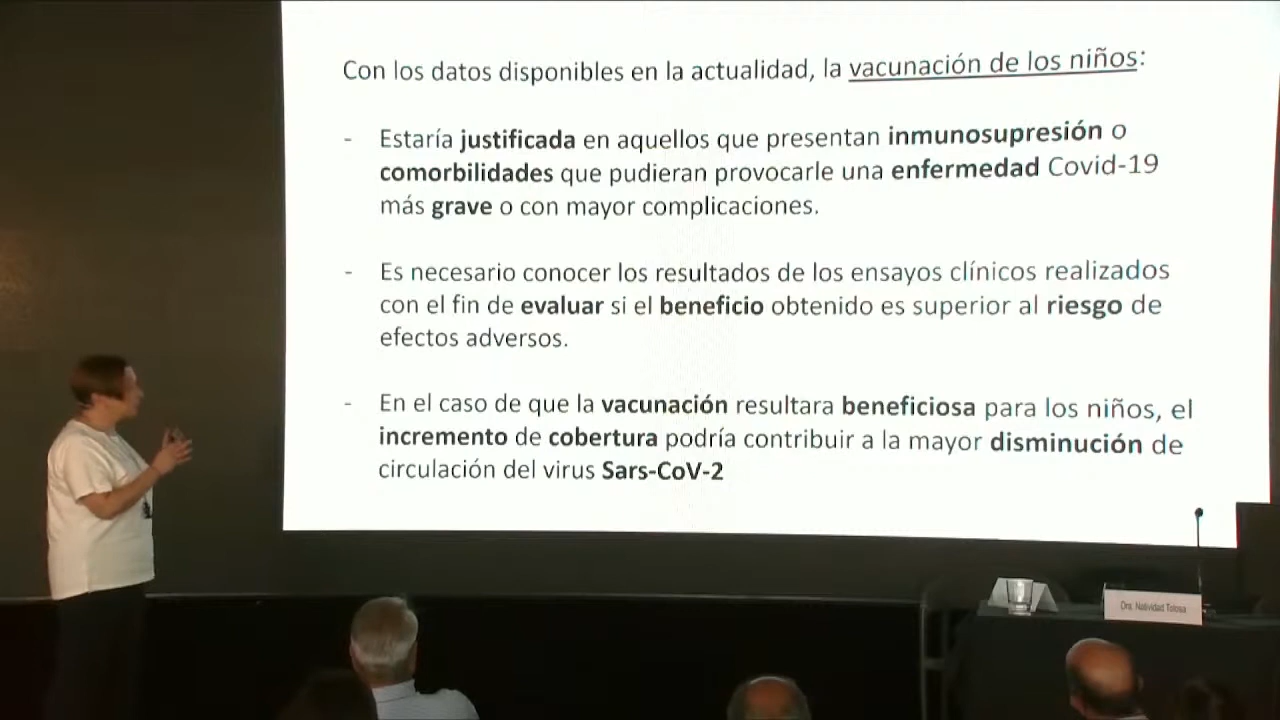 Con los datos disponibles en la actualidad, la vacunación de los niños:
- Estaría justificada en aquellos que presentan inmunosupresión o
comorbilidades que pudieran provocarle una enfermedad Covid-19
más grave o con mayor complicaciones.
- Es necesario conocer los resultados de los ensayos clínicos realizados
con el fin de evaluar si el beneficio obtenido es superior al riesgo de
efectos adversos.
- En el caso de que la vacunación resultara beneficiosa para los niños, el
incremento de cobertura podría contribuir a la mayor disminución de
circulación del virus Sars-CoV-2
Dra. Natividad Tolosa